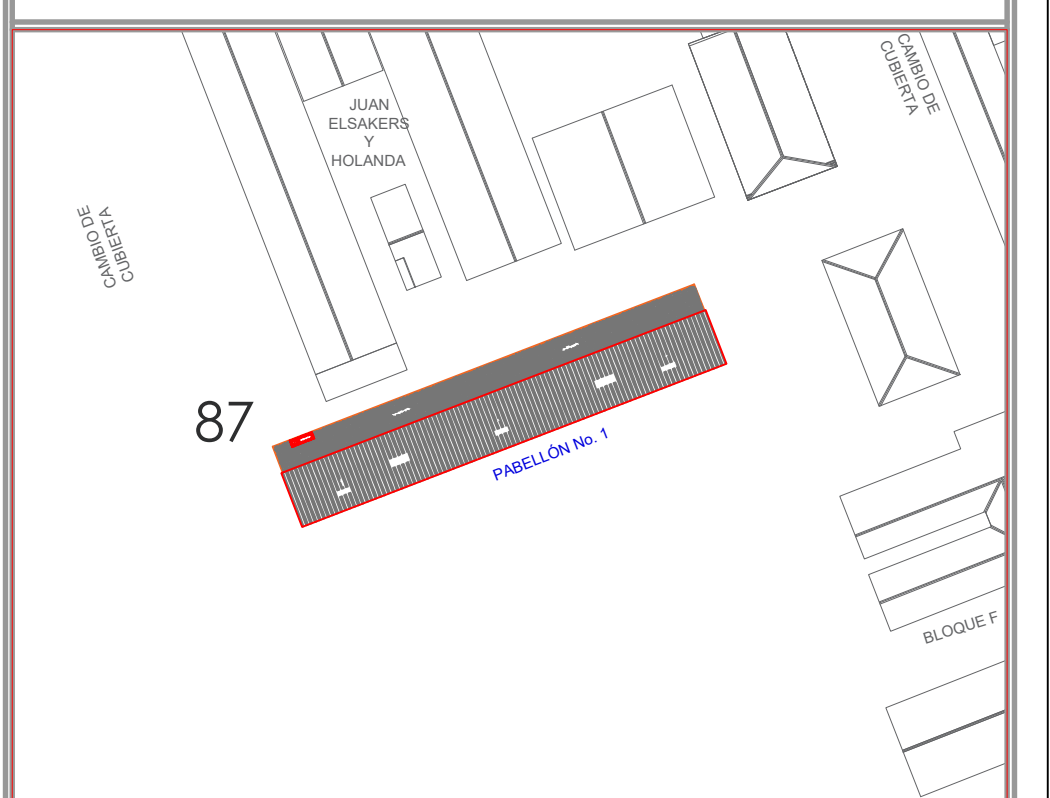 CAMBIO DE
CUBIERTA
JUAN
ELSAKERS
Y
HOLANDA
CAMBIO DE
CUBIERTA
87
PABELLÓN No. 1
BLOQUE F